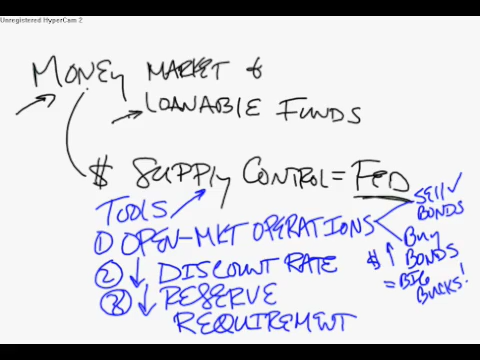 Unregistered HyperCam 2
MONEY MARKET &
LOANABLE FUNDS
$ SUPPLY CONTROL = FED
TOOLS
① OPEN-MKT OPERATIONS
SELL ✓
BONDS
BUY
$ ↑ BONDS
= BIG
BUCKS!
② ↓ DISCOUNT RATE
③ ↓ RESERVE
REQUIREMENT